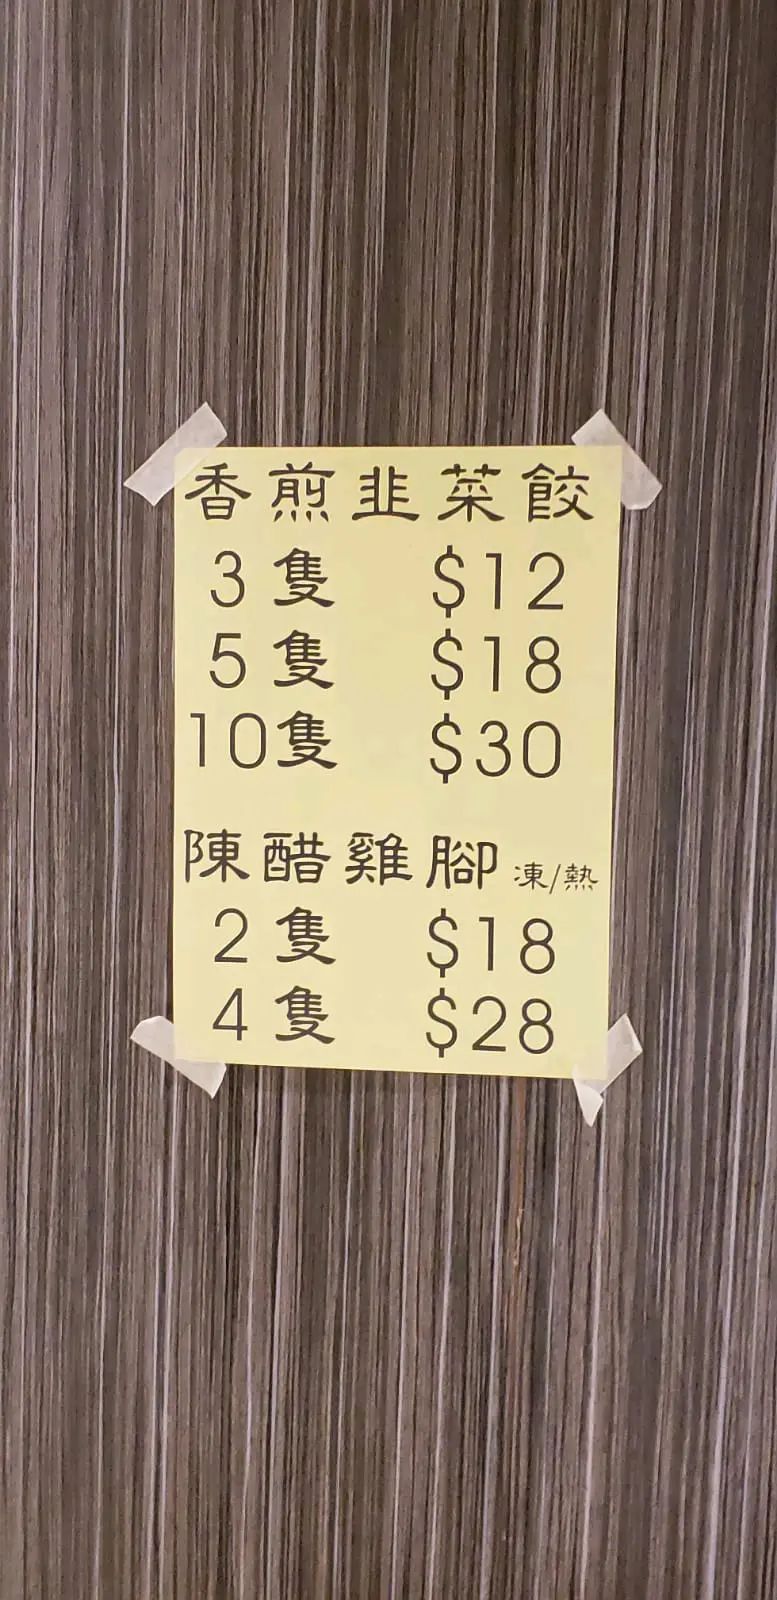 香煎韭菜餃
3隻 $12
5隻 $18
10隻 $30
陳醋雞腳 凍/熱
2隻 $18
4隻 $28